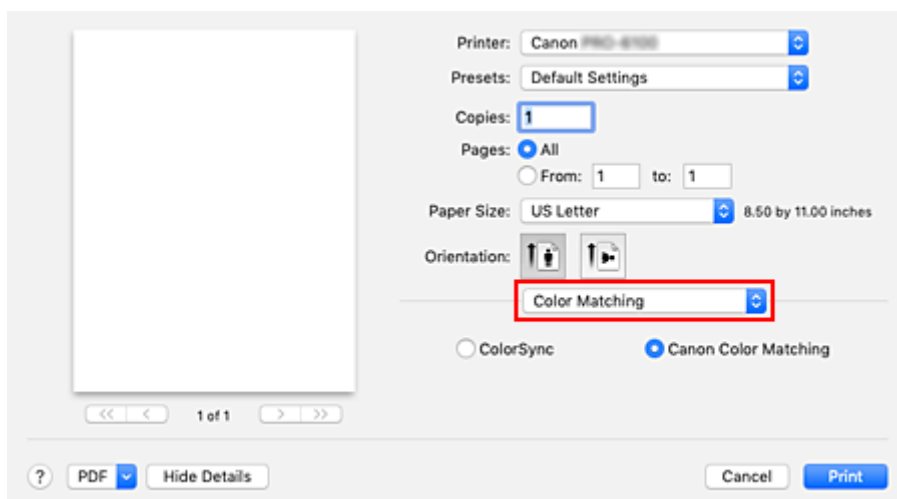 Printer: Canon
Presets: Default Settings
Copies: 1
Pages: All
From: 1 to: 1
Paper Size: US Letter 8.50 by 11.00 inches
Orientation:
Color Matching
ColorSync Canon Color Matching
1 of 1
? PDF Hide Details Cancel Print